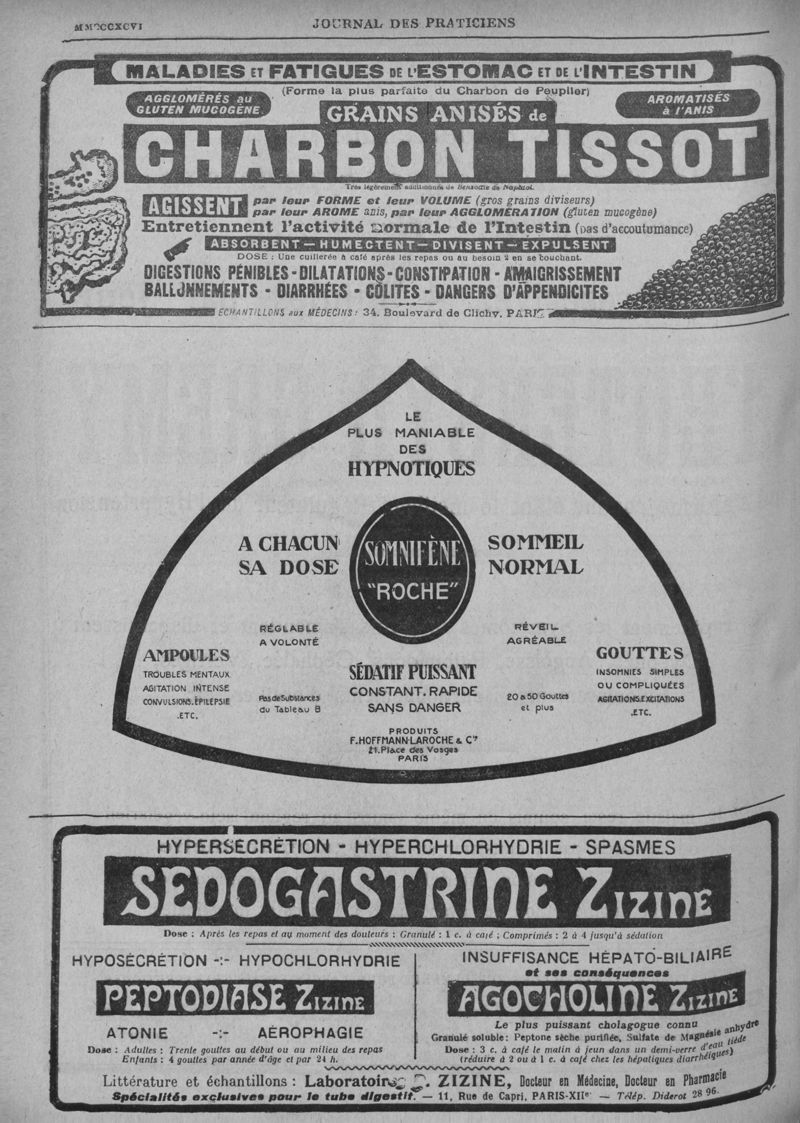 JOURNAL DES PRATICIENS
MALADIES ET FATIGUES DE L'ESTOMAC ET DE L'INTESTIN
(Forme la plus parfaite du Charbon de Peuplier)
AGGLOMÉRÉS au
GLUTEN MUCOGÈNE
GRAINS ANISÉS de
AROMATISÉS
à l'ANIS
CHARBON TISSOT
Très légèrement additionnés de Benzoate de Naphtol.
AGISSENT
par leur FORME et leur VOLUME (gros grains diviseurs)
par leur AROME anis, par leur AGGLOMÉRATION (gluten mucogène)
Entretiennent l'activité normale de l'Intestin (pas d'accoutumance)
ABSORBENT — HUMECTENT — DIVISENT — EXPULSENT
DOSE : Une cuillerée à café après les repas ou au besoin 2 en se couchant.
DIGESTIONS PÉNIBLES - DILATATIONS - CONSTIPATION - AMAIGRISSEMENT
BALLONNEMENTS - DIARRHÉES - COLITES - DANGERS D'APPENDICITES
ECHANTILLONS aux MÉDECINS : 34, Boulevard de Clichy, PARIS
LE
PLUS MANIABLE
DES
HYPNOTIQUES
A CHACUN
SA DOSE
SOMNIFÈNE
"ROCHE"
SOMMEIL
NORMAL
RÉGLABLE
A VOLONTÉ
RÉVEIL
AGRÉABLE
AMPOULES
TROUBLES MENTAUX
AGITATION INTENSE
CONVULSIONS.ÉPILEPSIE
.ETC.
Pas de Substances
du Tableau B
SÉDATIF PUISSANT
CONSTANT. RAPIDE
SANS DANGER
20 à 50 Gouttes
et plus
GOUTTES
INSOMNIES SIMPLES
OU COMPLIQUÉES
AGITATIONS.EXCITATIONS
.ETC.
PRODUITS
F.HOFFMANN-LAROCHE & Cie
21.Place des Vosges
PARIS
HYPERSÉCRÉTION - HYPERCHLORHYDRIE - SPASMES
SEDOGASTRINE ZIZINE
Dose : Après les repas et au moment des douleurs : Granulé : 1 c. à café ; Comprimés : 2 à 4 jusqu'à sédation
HYPOSÉCRÉTION -:- HYPOCHLORHYDRIE
PEPTODIASE ZIZINE
ATONIE -:- AÉROPHAGIE
Dose : Adultes : Trente gouttes au début ou au milieu des repas
Enfants : 4 gouttes par année d'âge et par 24 h.
INSUFFISANCE HÉPATO-BILIAIRE
et ses conséquences
AGOCHOLINE ZIZINE
Le plus puissant cholagogue connu
Granulé soluble: Peptone sèche purifiée, Sulfate de Magnésie anhydre
Dose : 3 c. à café le matin à jeun dans un demi-verre d'eau tiède
(réduire à 2 ou à 1 c. à café chez les hépatiques diarrhéiques)
Littérature et échantillons : Laboratoires ZIZINE, Docteur en Médecine, Docteur en Pharmacie
Spécialités exclusives pour le tube digestif. — 11, Rue de Capri, PARIS-XIIe — Télép. Diderot 28 96